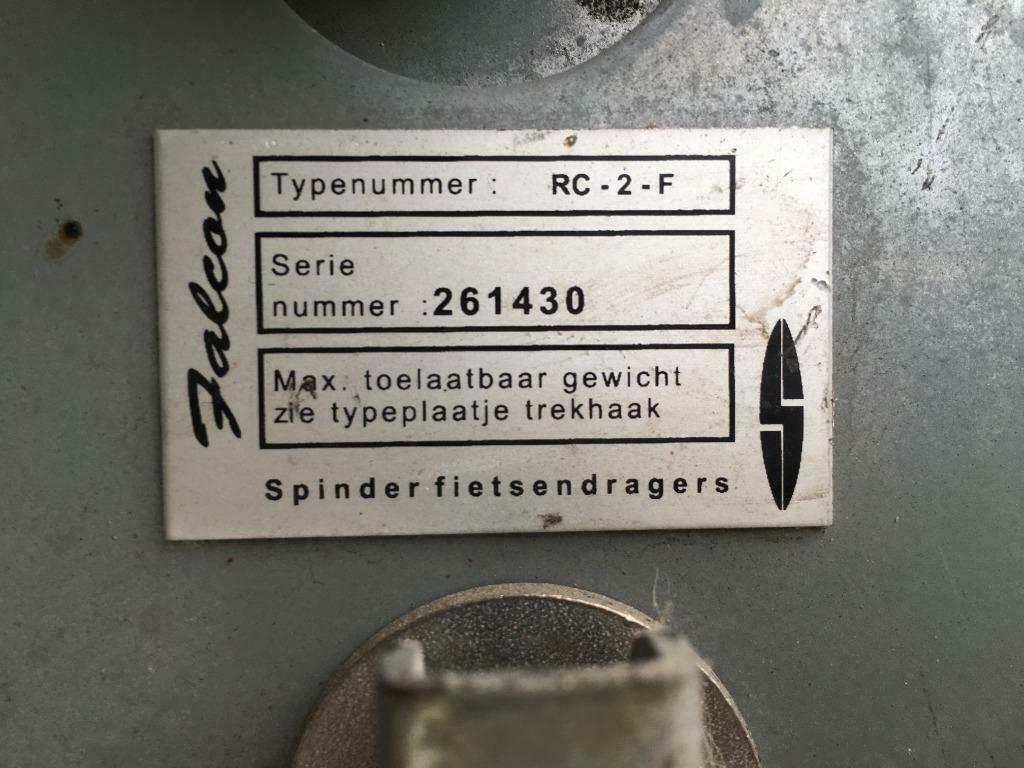 Falcon
Typenummer : RC - 2 - F
Serie
nummer : 261430
Max. toelaatbaar gewicht
zie typeplaatje trekhaak
Spinder fietsendragers